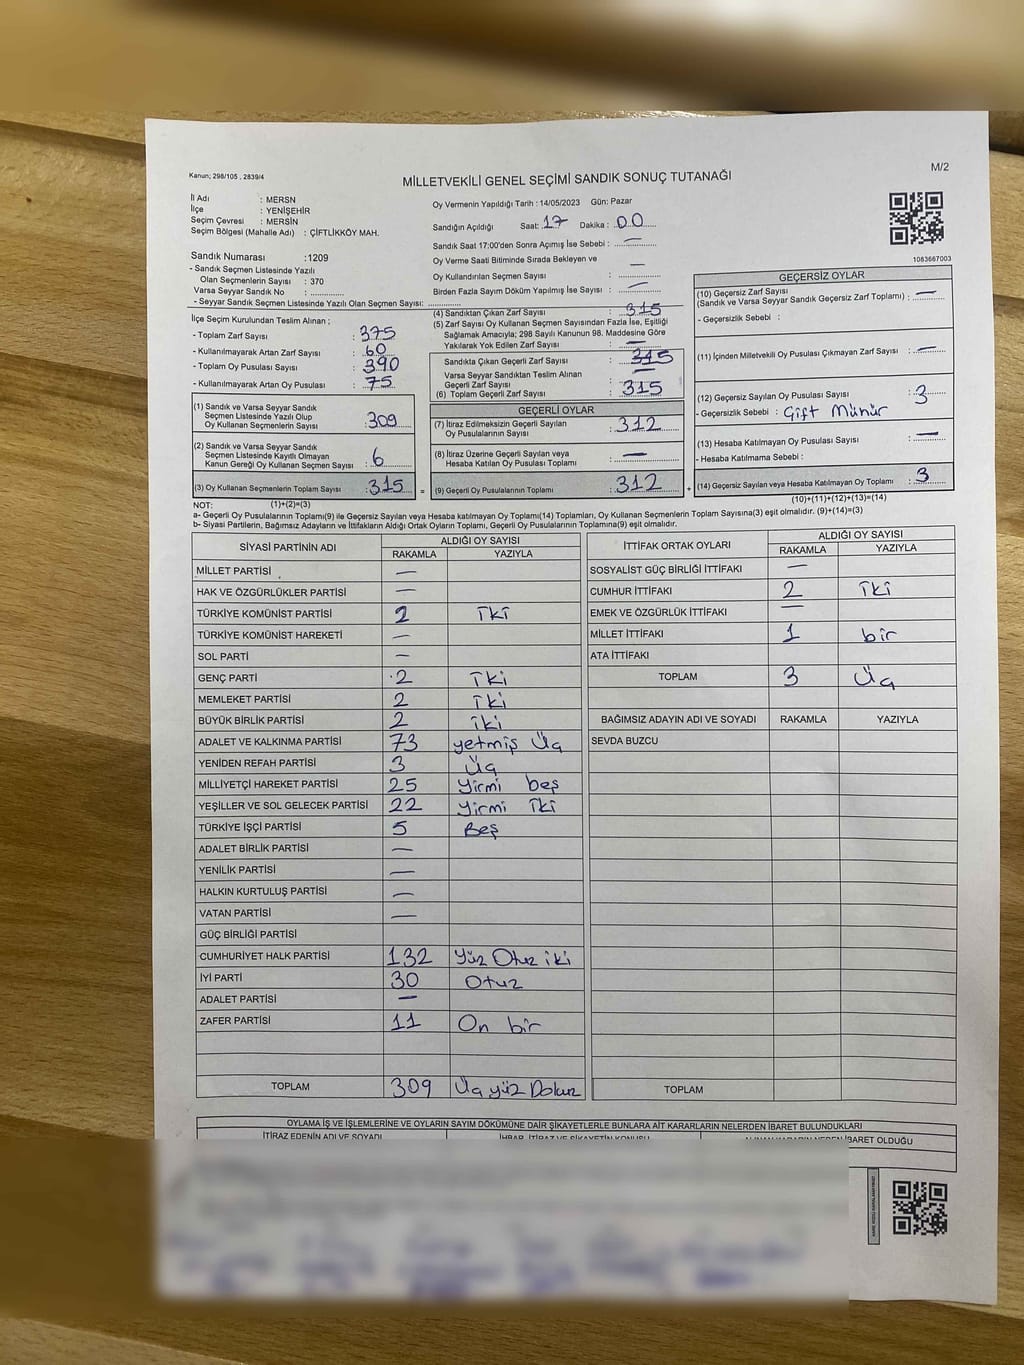 Kanun; 298/105 , 2839/4
M/2
MİLLETVEKİLİ GENEL SEÇİMİ SANDIK SONUÇ TUTANAĞI
İl Adı : MERSN
İlçe : YENİŞEHİR
Seçim Çevresi : MERSİN
Seçim Bölgesi (Mahalle Adı) : ÇİFTLİKKÖY MAH.
Oy Vermenin Yapıldığı Tarih : 14/05/2023 Gün: Pazar
Sandığın Açıldığı Saat: 17 Dakika : 00
Sandık Saat 17:00'den Sonra Açımış İse Sebebi : —
Oy Verme Saati Bitiminde Sırada Bekleyen ve
Oy Kullandırılan Seçmen Sayısı : —
Birden Fazla Sayım Döküm Yapılmış İse Sayısı : —
1083667003
Sandık Numarası :1209
- Sandık Seçmen Listesinde Yazılı
Olan Seçmenlerin Sayısı : 370
Varsa Seyyar Sandık No :
- Seyyar Sandık Seçmen Listesinde Yazılı Olan Seçmen Sayısı:
İlçe Seçim Kurulundan Teslim Alınan ;
- Toplam Zarf Sayısı : 375
- Kullanılmayarak Artan Zarf Sayısı : 60
- Toplam Oy Pusulası Sayısı : 390
- Kullanılmayarak Artan Oy Pusulası : 75
(1) Sandık ve Varsa Seyyar Sandık
Seçmen Listesinde Yazılı Olup
Oy Kullanan Seçmenlerin Sayısı : 309
(2) Sandık ve Varsa Seyyar Sandık
Seçmen Listesinde Kayıtlı Olmayan
Kanun Gereği Oy Kullanan Seçmen Sayısı : 6
(3) Oy Kullanan Seçmenlerin Toplam Sayısı : 315 =
(4) Sandıktan Çıkan Zarf Sayısı : 315
(5) Zarf Sayısı Oy Kullanan Seçmen Sayısından Fazla İse, Eşitliği
Sağlamak Amacıyla; 298 Sayılı Kanunun 98. Maddesine Göre
Yakılarak Yok Edilen Zarf Sayısı : —
Sandıkta Çıkan Geçerli Zarf Sayısı : 315
Varsa Seyyar Sandıktan Teslim Alınan
Geçerli Zarf Sayısı : —
(6) Toplam Geçerli Zarf Sayısı : 315
GEÇERLİ OYLAR
(7) İtiraz Edilmeksizin Geçerli Sayılan
Oy Pusulalarının Sayısı : 312
(8) İtiraz Üzerine Geçerli Sayılan veya
Hesaba Katılan Oy Pusulası Toplamı : —
(9) Geçerli Oy Pusulalarının Toplamı : 312 +
GEÇERSİZ OYLAR
(10) Geçersiz Zarf Sayısı
(Sandık ve Varsa Seyyar Sandık Geçersiz Zarf Toplamı) : —
- Geçersizlik Sebebi :
(11) İçinden Milletvekili Oy Pusulası Çıkmayan Zarf Sayısı : —
(12) Geçersiz Sayılan Oy Pusulası Sayısı : 3
- Geçersizlik Sebebi : Çift Mühür
(13) Hesaba Katılmayan Oy Pusulası Sayısı : —
- Hesaba Katılmama Sebebi :
(14) Geçersiz Sayılan veya Hesaba Katılmayan Oy Toplamı : 3
NOT: (1)+(2)=(3) (10)+(11)+(12)+(13)=(14)
a- Geçerli Oy Pusulalarının Toplamı(9) ile Geçersiz Sayılan veya Hesaba katılmayan Oy Toplamı(14) Toplamları, Oy Kullanan Seçmenlerin Toplam Sayısına(3) eşit olmalıdır. (9)+(14)=(3)
b- Siyasi Partilerin, Bağımsız Adayların ve İttifakların Aldığı Ortak Oyların Toplamı, Geçerli Oy Pusulalarının Toplamına(9) eşit olmalıdır.
SİYASİ PARTİNİN ADI ALDIĞI OY SAYISI
RAKAMLA YAZIYLA
MİLLET PARTİSİ —
HAK VE ÖZGÜRLÜKLER PARTİSİ —
TÜRKİYE KOMÜNİST PARTİSİ 2 iki
TÜRKİYE KOMÜNİST HAREKETİ —
SOL PARTİ —
GENÇ PARTİ 2 iki
MEMLEKET PARTİSİ 2 iki
BÜYÜK BİRLİK PARTİSİ 2 iki
ADALET VE KALKINMA PARTİSİ 73 yetmiş Üç
YENİDEN REFAH PARTİSİ 3 Üç
MİLLİYETÇİ HAREKET PARTİSİ 25 yirmi beş
YEŞİLLER VE SOL GELECEK PARTİSİ 22 yirmi iki
TÜRKİYE İŞÇİ PARTİSİ 5 Beş
ADALET BİRLİK PARTİSİ —
YENİLİK PARTİSİ —
HALKIN KURTULUŞ PARTİSİ —
VATAN PARTİSİ —
GÜÇ BİRLİĞİ PARTİSİ
CUMHURİYET HALK PARTİSİ 132 Yüz Otuz iki
İYİ PARTİ 30 Otuz
ADALET PARTİSİ —
ZAFER PARTİSİ 11 On bir
TOPLAM 309 Üç yüz Dokuz
İTTİFAK ORTAK OYLARI ALDIĞI OY SAYISI
RAKAMLA YAZIYLA
SOSYALİST GÜÇ BİRLİĞİ İTTİFAKI —
CUMHUR İTTİFAKI 2 iki
EMEK VE ÖZGÜRLÜK İTTİFAKI —
MİLLET İTTİFAKI 1 bir
ATA İTTİFAKI
TOPLAM 3 Üç
BAĞIMSIZ ADAYIN ADI VE SOYADI RAKAMLA YAZIYLA
SEVDA BUZCU
TOPLAM
OYLAMA İŞ VE İŞLEMLERİNE VE OYLARIN SAYIM DÖKÜMÜNE DAİR ŞİKAYETLERLE BUNLARA AİT KARARLARIN NELERDEN İBARET BULUNDUKLARI
İTİRAZ EDENİN ADI VE SOYADI İHBAR, İTİRAZ VE ŞİKAYETİN KONUSU ALINAN KARARIN NEDEN İBARET OLDUĞU